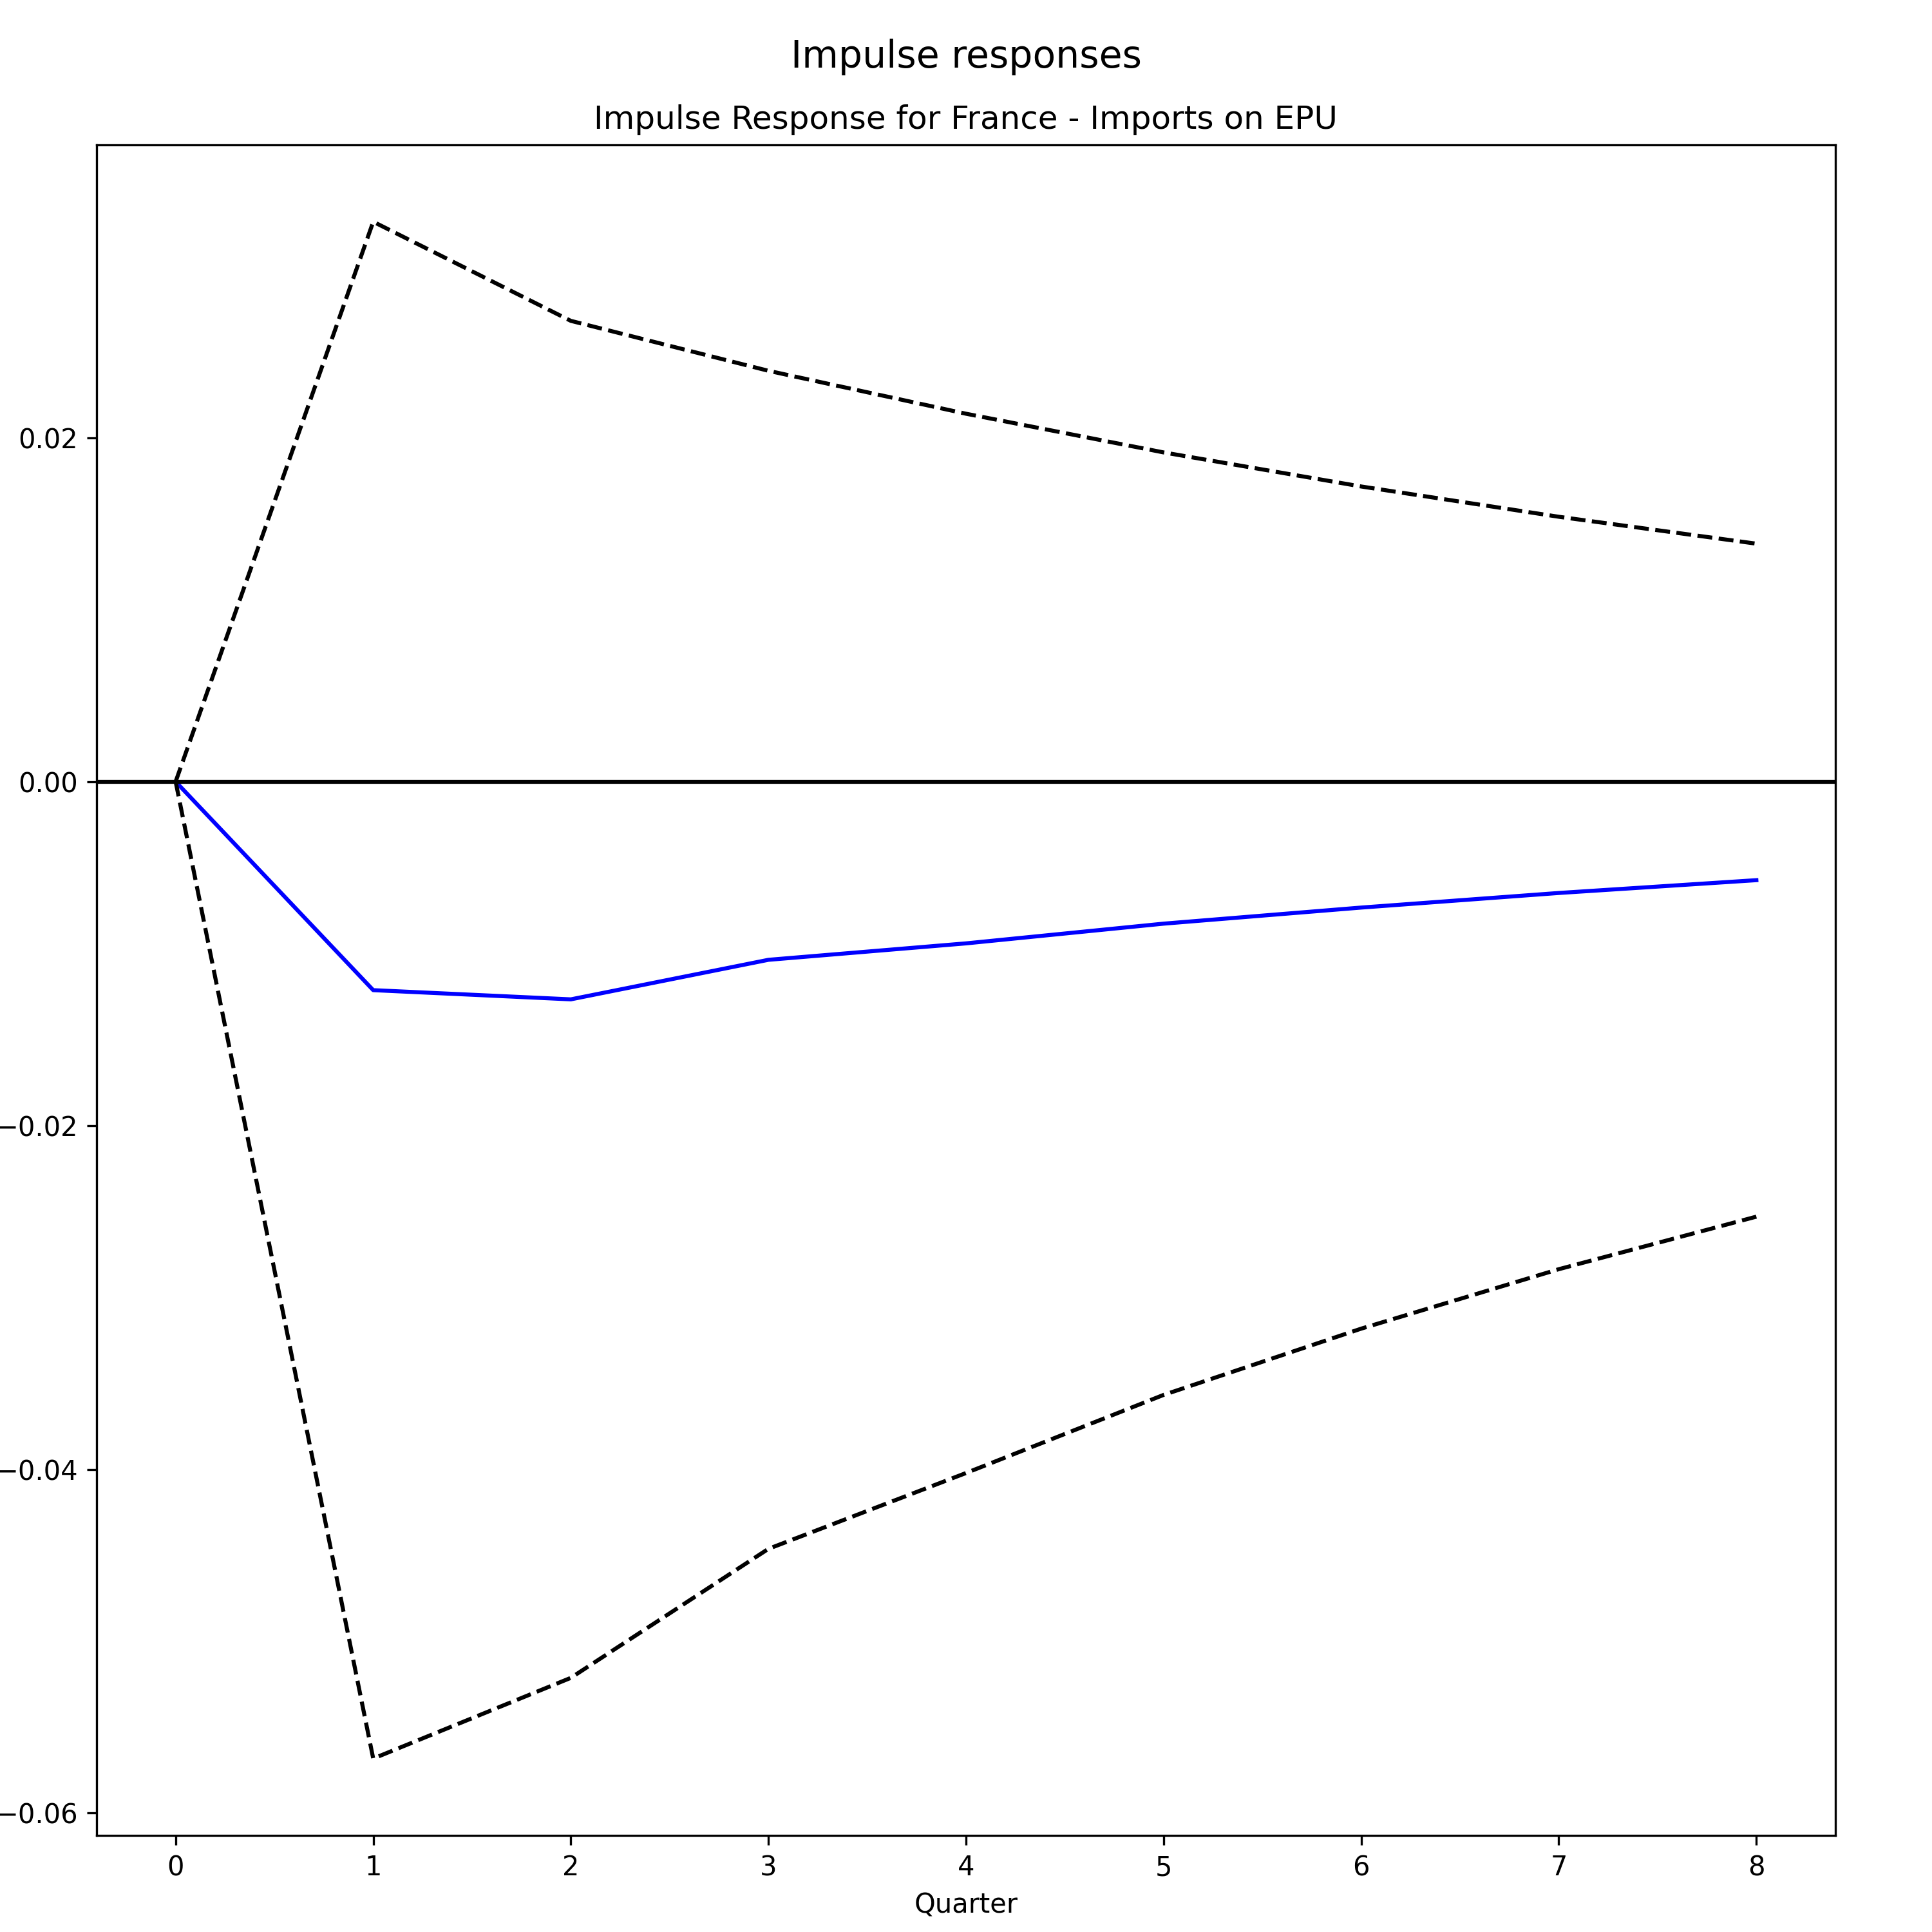 Impulse responses
Impulse Response for France - Imports on EPU
0.02
0.00
−0.02
−0.04
−0.06
0 1 2 3 4 5 6 7 8
Quarter